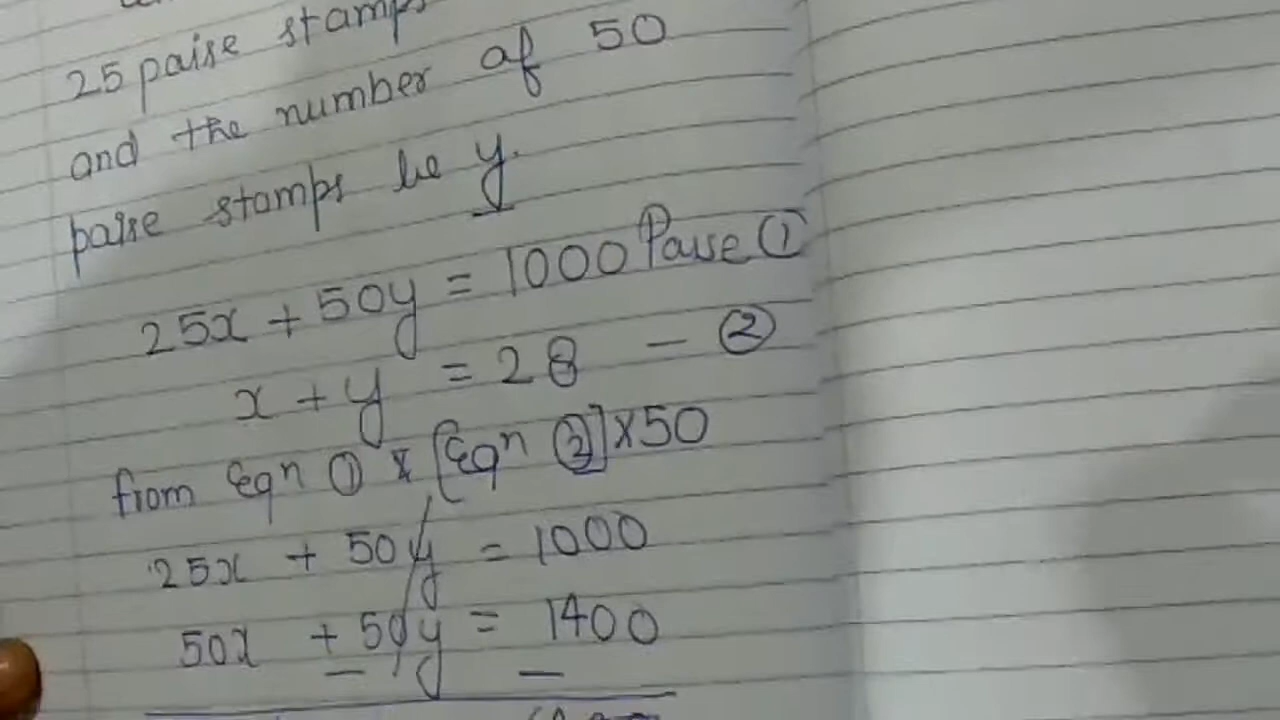 25 paise stamps
and the number of 50
paise stamps be y.
25x + 50y = 1000 Paise ①
x + y = 28 - ②
from Eqn ① & [Eqn ②] x 50
25x + 50y = 1000
50x + 50y = 1400
- -